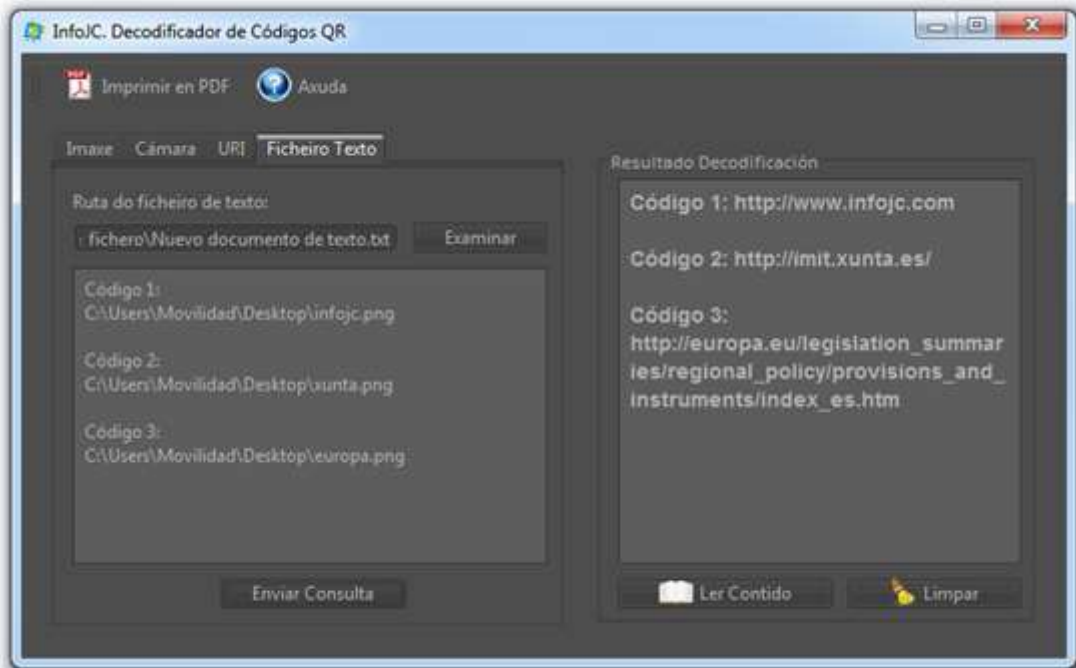 InfoJC. Decodificador de Códigos QR
Imprimir en PDF Axuda
Imaxe Cámara URI Ficheiro Texto
Ruta do ficheiro de texto:
fichero\Nuevo documento de texto.txt Examinar
Código 1:
C:\Users\Movilidad\Desktop\infojc.png
Código 2:
C:\Users\Movilidad\Desktop\xunta.png
Código 3:
C:\Users\Movilidad\Desktop\europa.png
Enviar Consulta
Resultado Decodificación
Código 1: http://www.infojc.com
Código 2: http://imit.xunta.es/
Código 3:
http://europa.eu/legislation_summar
ies/regional_policy/provisions_and_
instruments/index_es.htm
Ler Contido Limpar